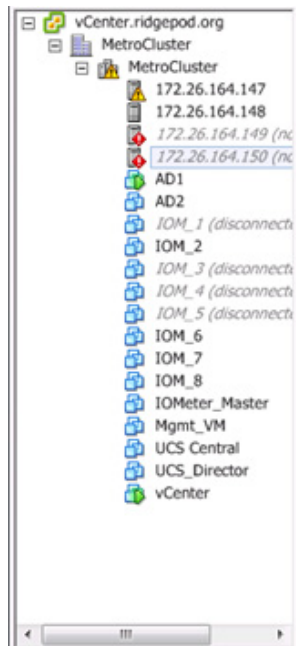 vCenter.ridgepod.org
MetroCluster
MetroCluster
172.26.164.147
172.26.164.148
172.26.164.149 (no
172.26.164.150 (no
AD1
AD2
IOM_1 (disconnecte
IOM_2
IOM_3 (disconnecte
IOM_4 (disconnecte
IOM_5 (disconnecte
IOM_6
IOM_7
IOM_8
IOMeter_Master
Mgmt_VM
UCS Central
UCS_Director
vCenter